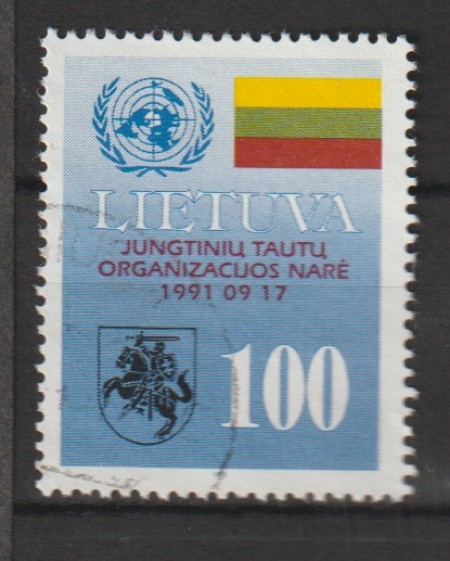 LIETUVA
JUNGTINIŲ TAUTŲ
ORGANIZACIJOS NARĖ
1991 09 17
100